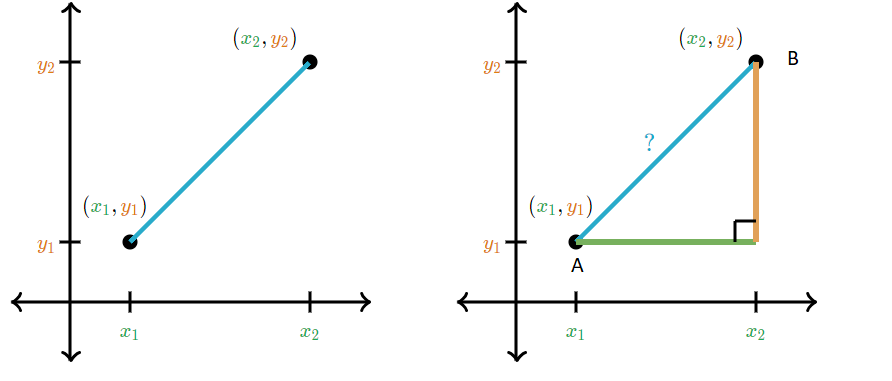 (x₂, y₂)
y₂
(x₁, y₁)
y₁
x₁
x₂
(x₂, y₂)
B
y₂
?
(x₁, y₁)
y₁
A
x₁
x₂